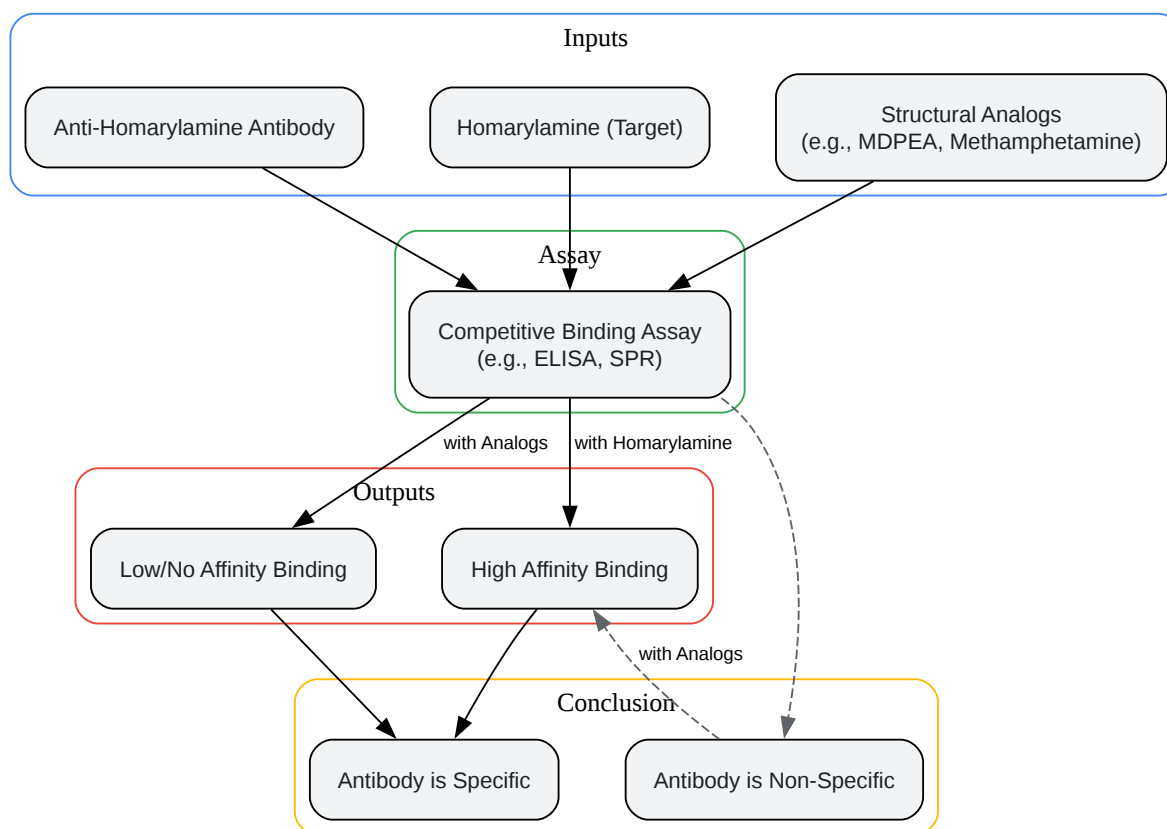 Inputs
Anti-Homarylamine Antibody
Homarylamine (Target)
Structural Analogs
(e.g., MDPEA, Methamphetamine)
Assay
Competitive Binding Assay
(e.g., ELISA, SPR)
with Analogs
with Homarylamine
Outputs
Low/No Affinity Binding
High Affinity Binding
with Analogs
Conclusion
Antibody is Specific
Antibody is Non-Specific